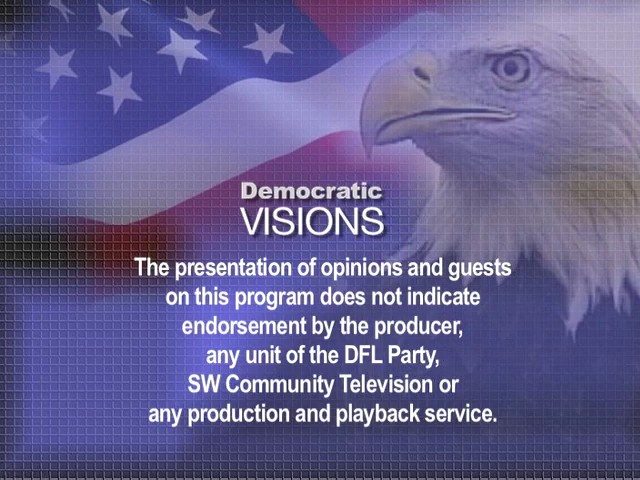 Democratic
VISIONS
The presentation of opinions and guests
on this program does not indicate
endorsement by the producer,
any unit of the DFL Party,
SW Community Television or
any production and playback service.